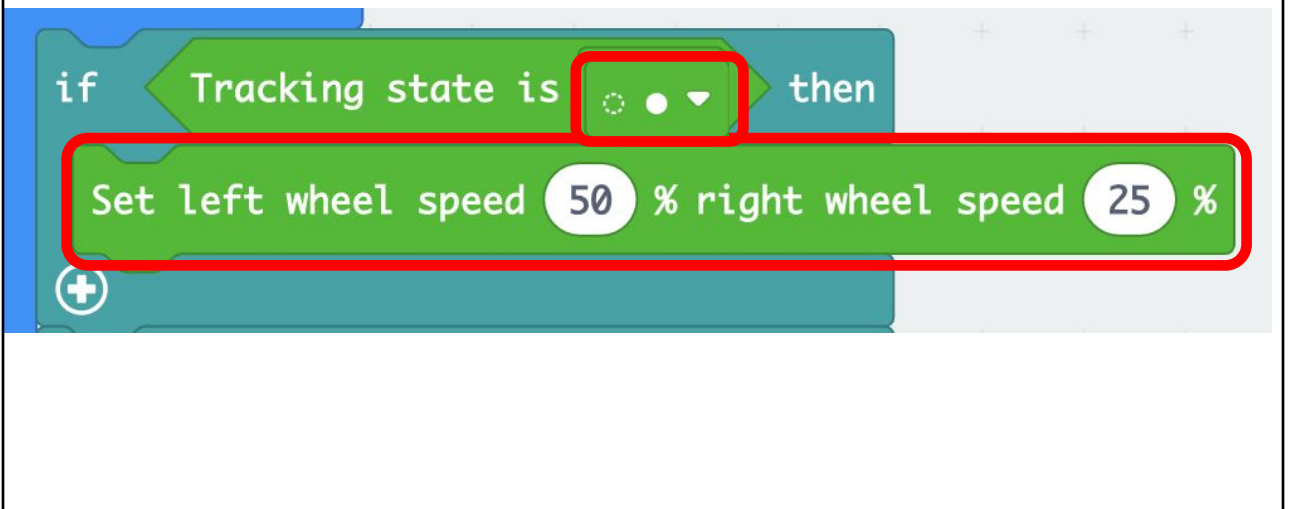 if Tracking state is then
Set left wheel speed 50 % right wheel speed 25 %